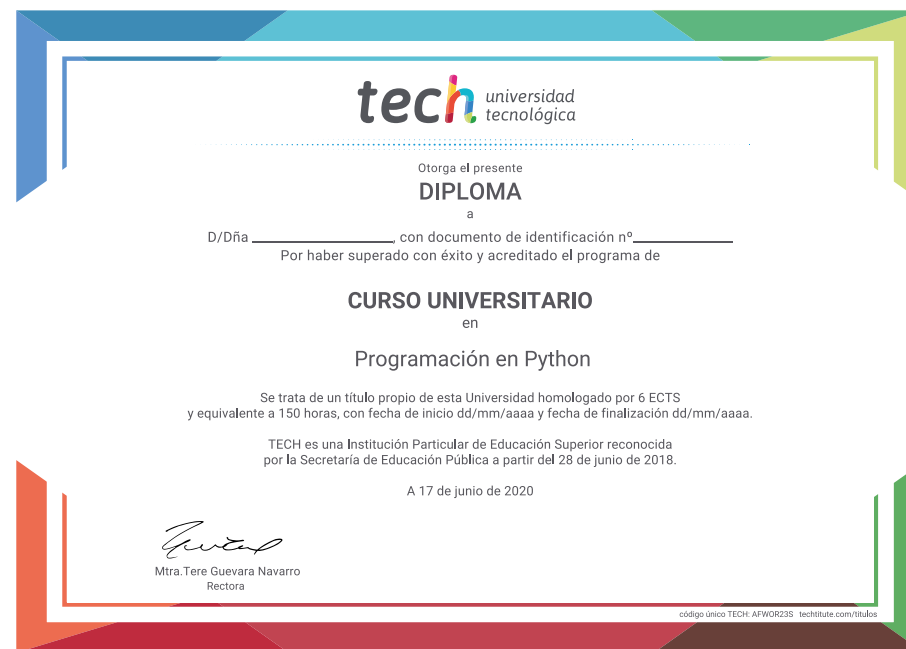 tech universidad
tecnológica
Otorga el presente
DIPLOMA
a
D/Dña ____________, con documento de identificación nº____________
Por haber superado con éxito y acreditado el programa de
CURSO UNIVERSITARIO
en
Programación en Python
Se trata de un título propio de esta Universidad homologado por 6 ECTS
y equivalente a 150 horas, con fecha de inicio dd/mm/aaaa y fecha de finalización dd/mm/aaaa.
TECH es una Institución Particular de Educación Superior reconocida
por la Secretaría de Educación Pública a partir del 28 de junio de 2018.
A 17 de junio de 2020
Mtra.Tere Guevara Navarro
Rectora
código único TECH: AFWOR23S techtitute.com/titulos